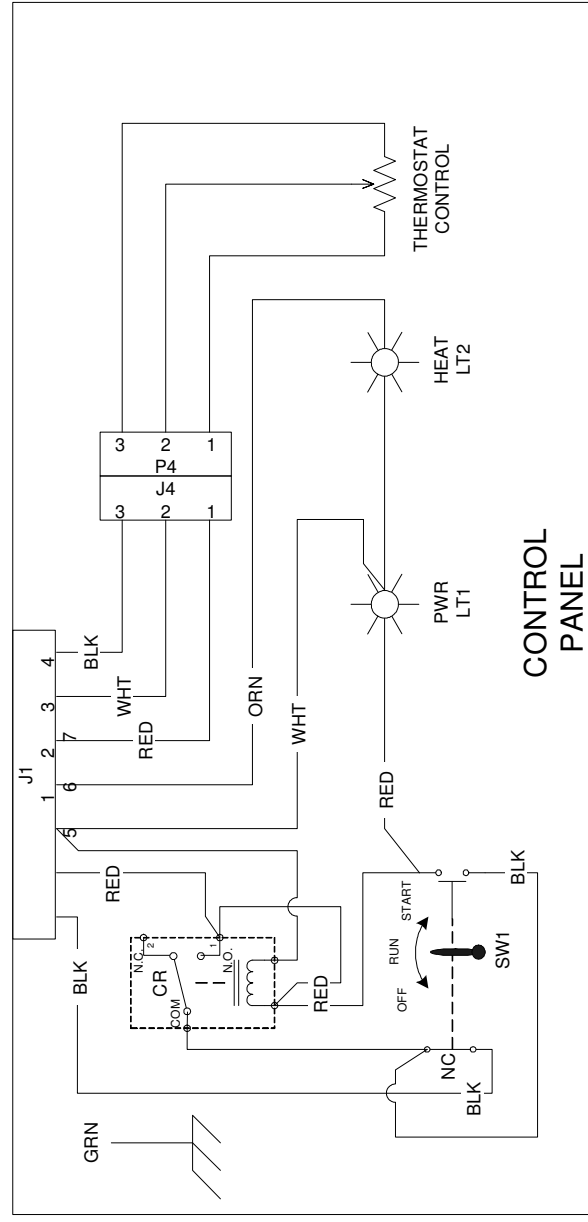 J1
1
2
3
4
5
6
7
BLK
WHT
RED
ORN
WHT
RED
BLK
J4
3
2
1
P4
3
2
1
THERMOSTAT
CONTROL
HEAT
LT2
PWR
LT1
RED
RED
BLK
BLK
CR
COM
N.C.
2
1
N.O.
NC
OFF
RUN
START
SW1
GRN
CONTROL
PANEL